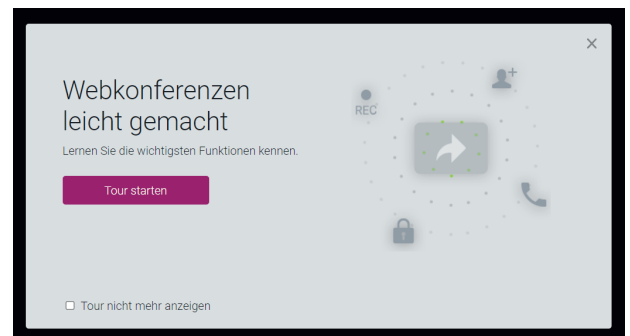 Webkonferenzen
leicht gemacht
Lernen Sie die wichtigsten Funktionen kennen.
Tour starten
Tour nicht mehr anzeigen
REC